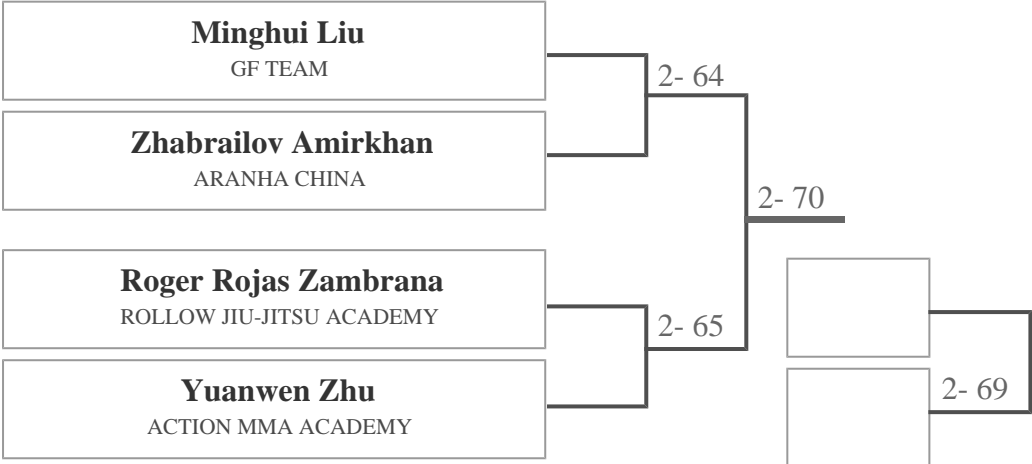 Minghui Liu
GF TEAM
2- 64
Zhabrailov Amirkhan
ARANHA CHINA
2- 70
Roger Rojas Zambrana
ROLLOW JIU-JITSU ACADEMY
2- 65
Yuanwen Zhu
ACTION MMA ACADEMY
2- 69